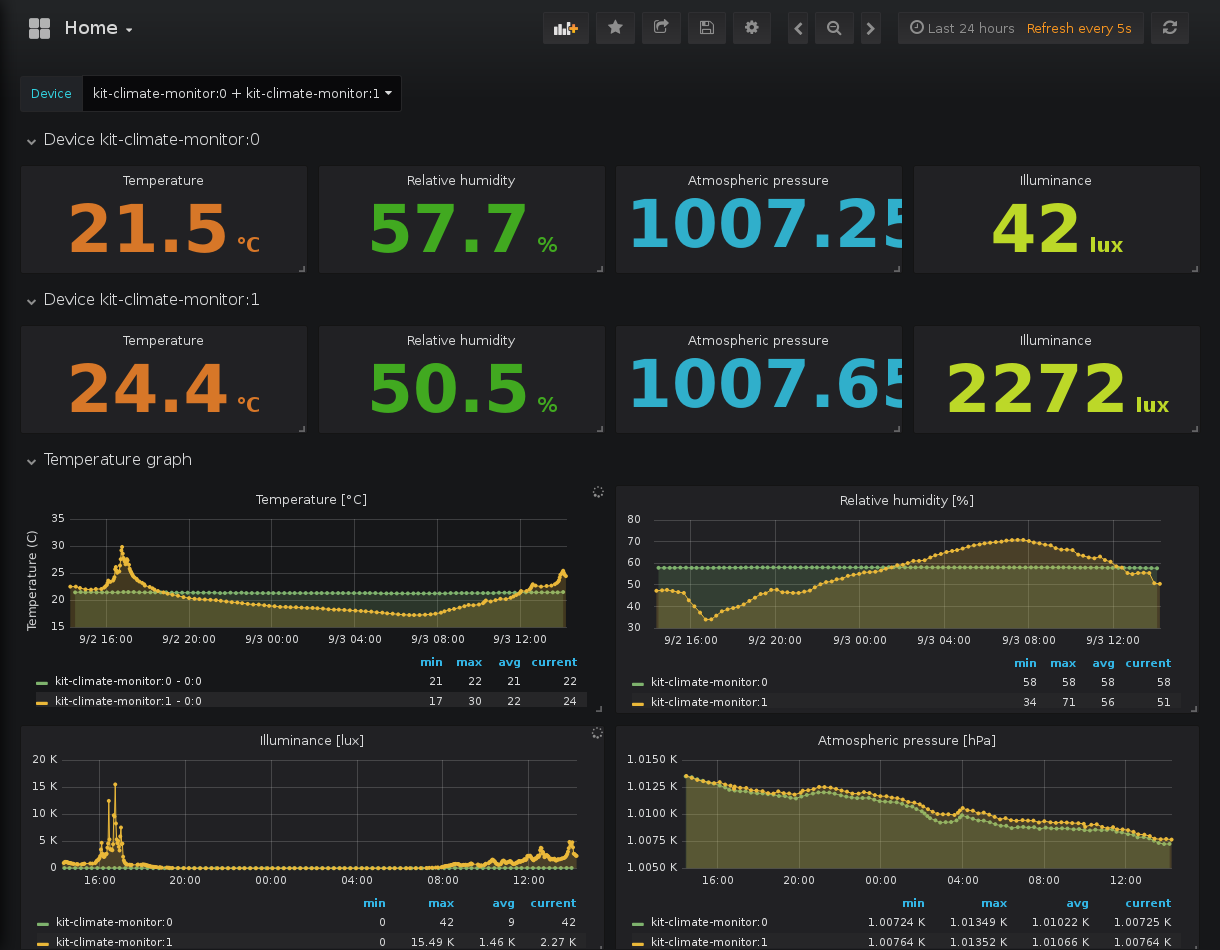 Home
Last 24 hours Refresh every 5s
Device kit-climate-monitor:0 + kit-climate-monitor:1
Device kit-climate-monitor:0
Temperature Relative humidity Atmospheric pressure Illuminance
21.5 °C 57.7 % 1007.25 42 lux
Device kit-climate-monitor:1
Temperature Relative humidity Atmospheric pressure Illuminance
24.4 °C 50.5 % 1007.65 2272 lux
Temperature graph
Temperature [°C]
Temperature (C)
35
30
25
20
15
9/2 16:00 9/2 20:00 9/3 00:00 9/3 04:00 9/3 08:00 9/3 12:00
min max avg current
kit-climate-monitor:0 - 0:0 21 22 21 22
kit-climate-monitor:1 - 0:0 17 30 22 24
Relative humidity [%]
80
70
60
50
40
30
9/2 16:00 9/2 20:00 9/3 00:00 9/3 04:00 9/3 08:00 9/3 12:00
min max avg current
kit-climate-monitor:0 58 58 58 58
kit-climate-monitor:1 34 71 56 51
Illuminance [lux]
20 K
15 K
10 K
5 K
0
16:00 20:00 00:00 04:00 08:00 12:00
min max avg current
kit-climate-monitor:0 0 42 9 42
kit-climate-monitor:1 0 15.49 K 1.46 K 2.27 K
Atmospheric pressure [hPa]
1.0150 K
1.0125 K
1.0100 K
1.0075 K
1.0050 K
16:00 20:00 00:00 04:00 08:00 12:00
min max avg current
kit-climate-monitor:0 1.00724 K 1.01349 K 1.01022 K 1.00725 K
kit-climate-monitor:1 1.00764 K 1.01352 K 1.01066 K 1.00764 K